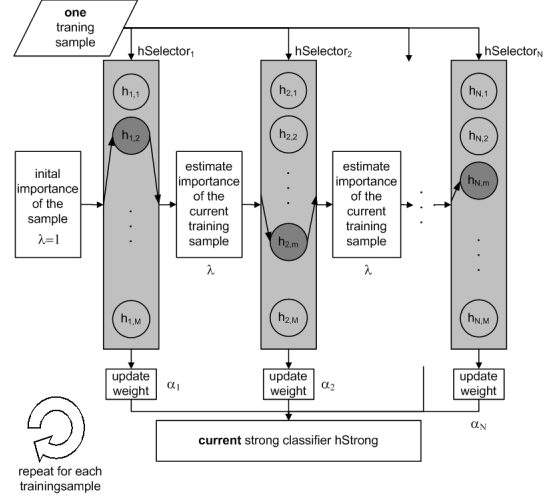 one
traning
sample
hSelector1
hSelector2
hSelectorN
h1,1
h2,1
hN,1
h1,2
h2,2
hN,2
inital
importance
of the
sample
λ=1
estimate
importance
of the
current
training
sample
λ
estimate
importance
of the
current
training
sample
λ
hN,m
h2,m
h1,M
h2,M
hN,M
update
weight
α1
update
weight
α2
update
weight
αN
current strong classifier hStrong
repeat for each
trainingsample